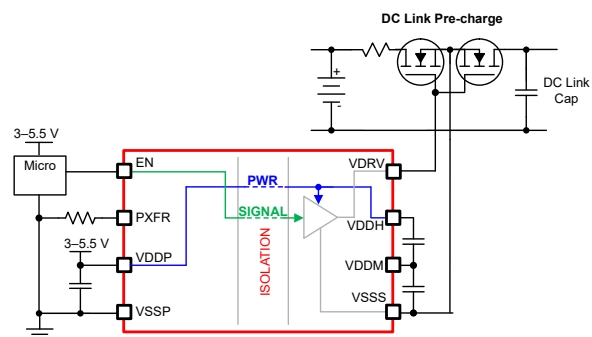 DC Link Pre-charge
+
-
DC Link
Cap
3–5.5 V
Micro
EN
VDRV
PWR
SIGNAL
PXFR
VDDH
3–5.5 V
VDDP
VDDM
ISOLATION
VSSP
VSSS